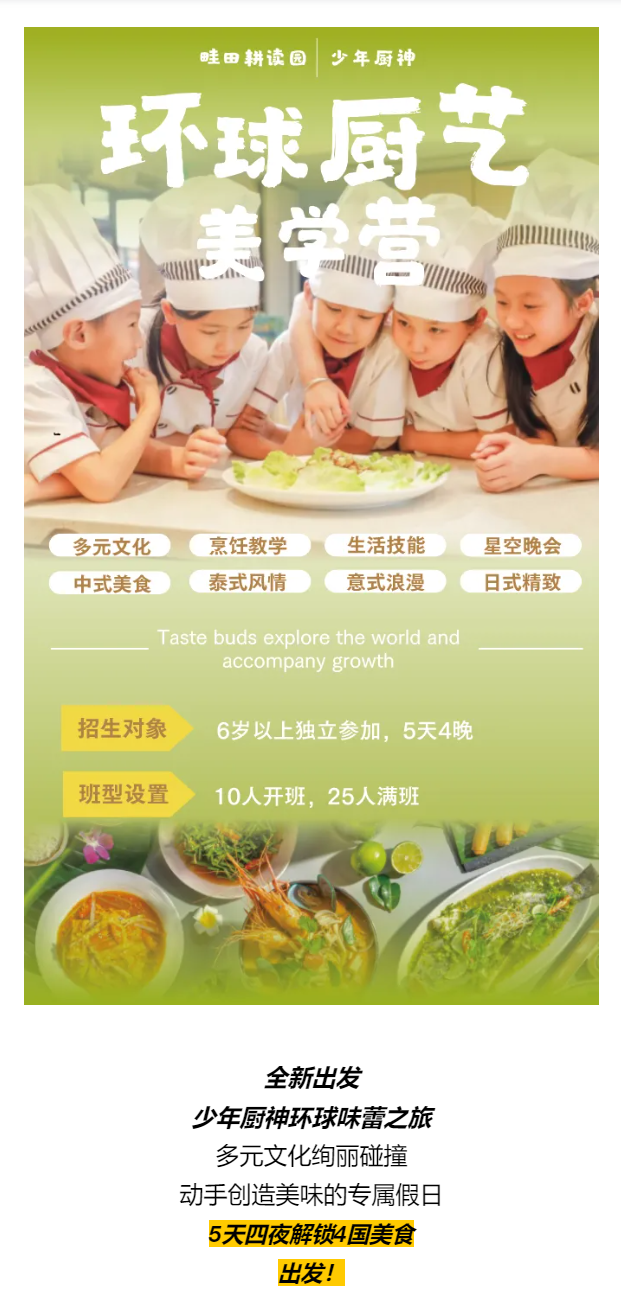 畦田耕读园 少年厨神
环球厨艺
美学营
多元文化 烹饪教学 生活技能 星空晚会
中式美食 泰式风情 意式浪漫 日式精致
Taste buds explore the world and
accompany growth
招生对象 6岁以上独立参加，5天4晚
班型设置 10人开班，25人满班
全新出发
少年厨神环球味蕾之旅
多元文化绚丽碰撞
动手创造美味的专属假日
5天四夜解锁4国美食
出发！